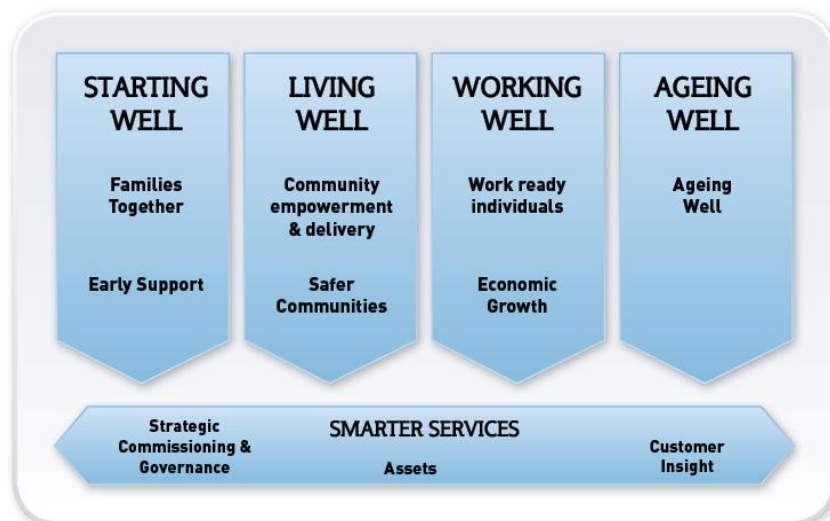 STARTING
WELL
Families
Together
Early Support
LIVING
WELL
Community
empowerment
& delivery
Safer
Communities
WORKING
WELL
Work ready
individuals
Economic
Growth
AGEING
WELL
Ageing
Well
Strategic
Commissioning &
Governance
SMARTER SERVICES
Assets
Customer
Insight